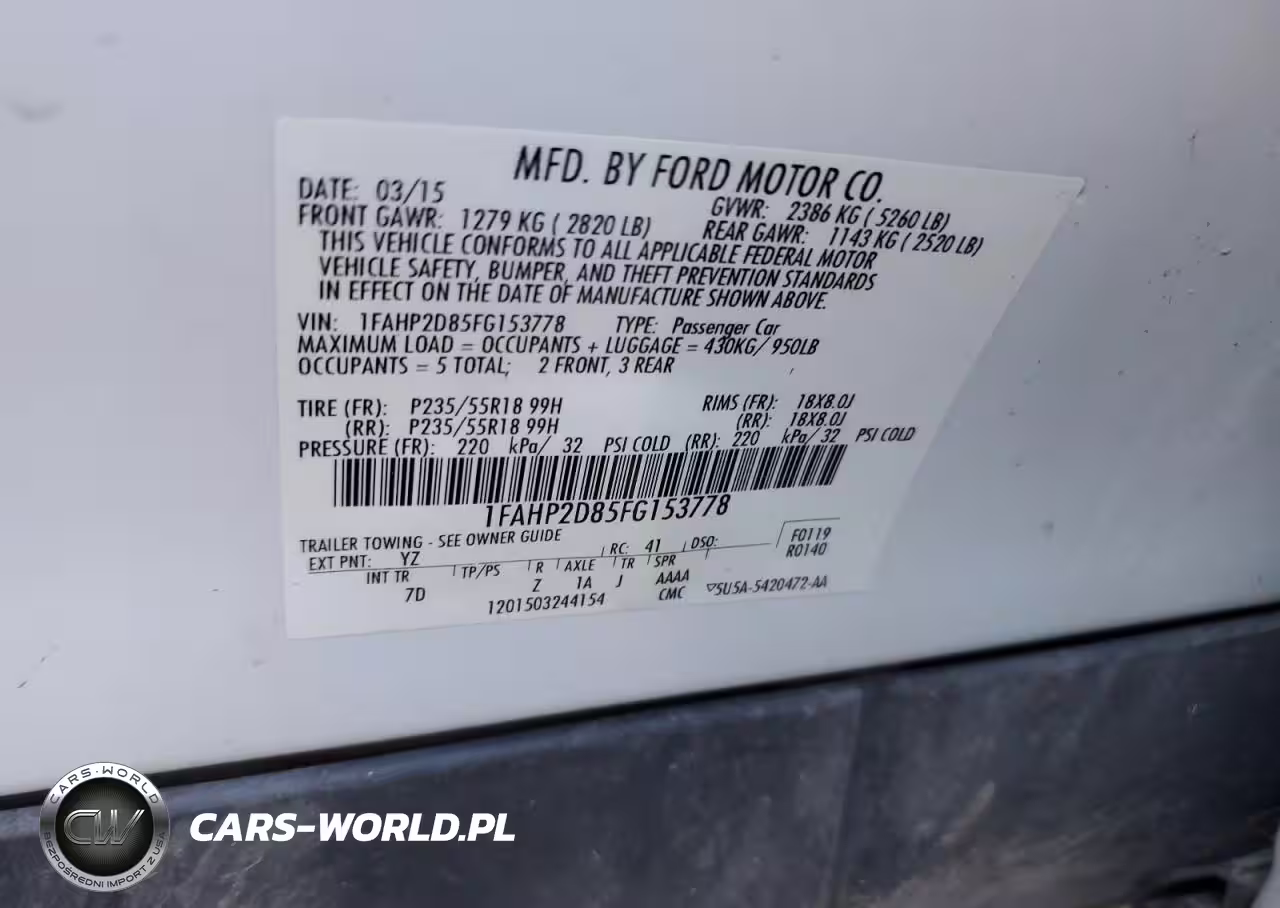 MFD. BY FORD MOTOR CO.
DATE: 03/15 GVWR: 2386 KG ( 5260 LB)
FRONT GAWR: 1279 KG ( 2820 LB) REAR GAWR: 1143 KG ( 2520 LB)
THIS VEHICLE CONFORMS TO ALL APPLICABLE FEDERAL MOTOR
VEHICLE SAFETY, BUMPER, AND THEFT PREVENTION STANDARDS
IN EFFECT ON THE DATE OF MANUFACTURE SHOWN ABOVE.
VIN: 1FAHP2D85FG153778 TYPE: Passenger Car
MAXIMUM LOAD = OCCUPANTS + LUGGAGE = 430KG/ 950LB
OCCUPANTS = 5 TOTAL; 2 FRONT, 3 REAR
TIRE (FR): P235/55R18 99H RIMS (FR): 18X8.0J
(RR): P235/55R18 99H (RR): 18X8.0J
PRESSURE (FR): 220 kPa/ 32 PSI COLD (RR): 220 kPa/ 32 PSI COLD
1FAHP2D85FG153778
TRAILER TOWING - SEE OWNER GUIDE
F0119
EXT PNT: YZ RC: 41 DSO: R0140
INT TR TP/PS R AXLE TR SPR
7D Z 1A J AAAA
1201503244154 CMC ▽5U5A-5420472-AA
CARS-WORLD
CW
BEZPOŚREDNI IMPORT Z USA
CARS-WORLD.PL